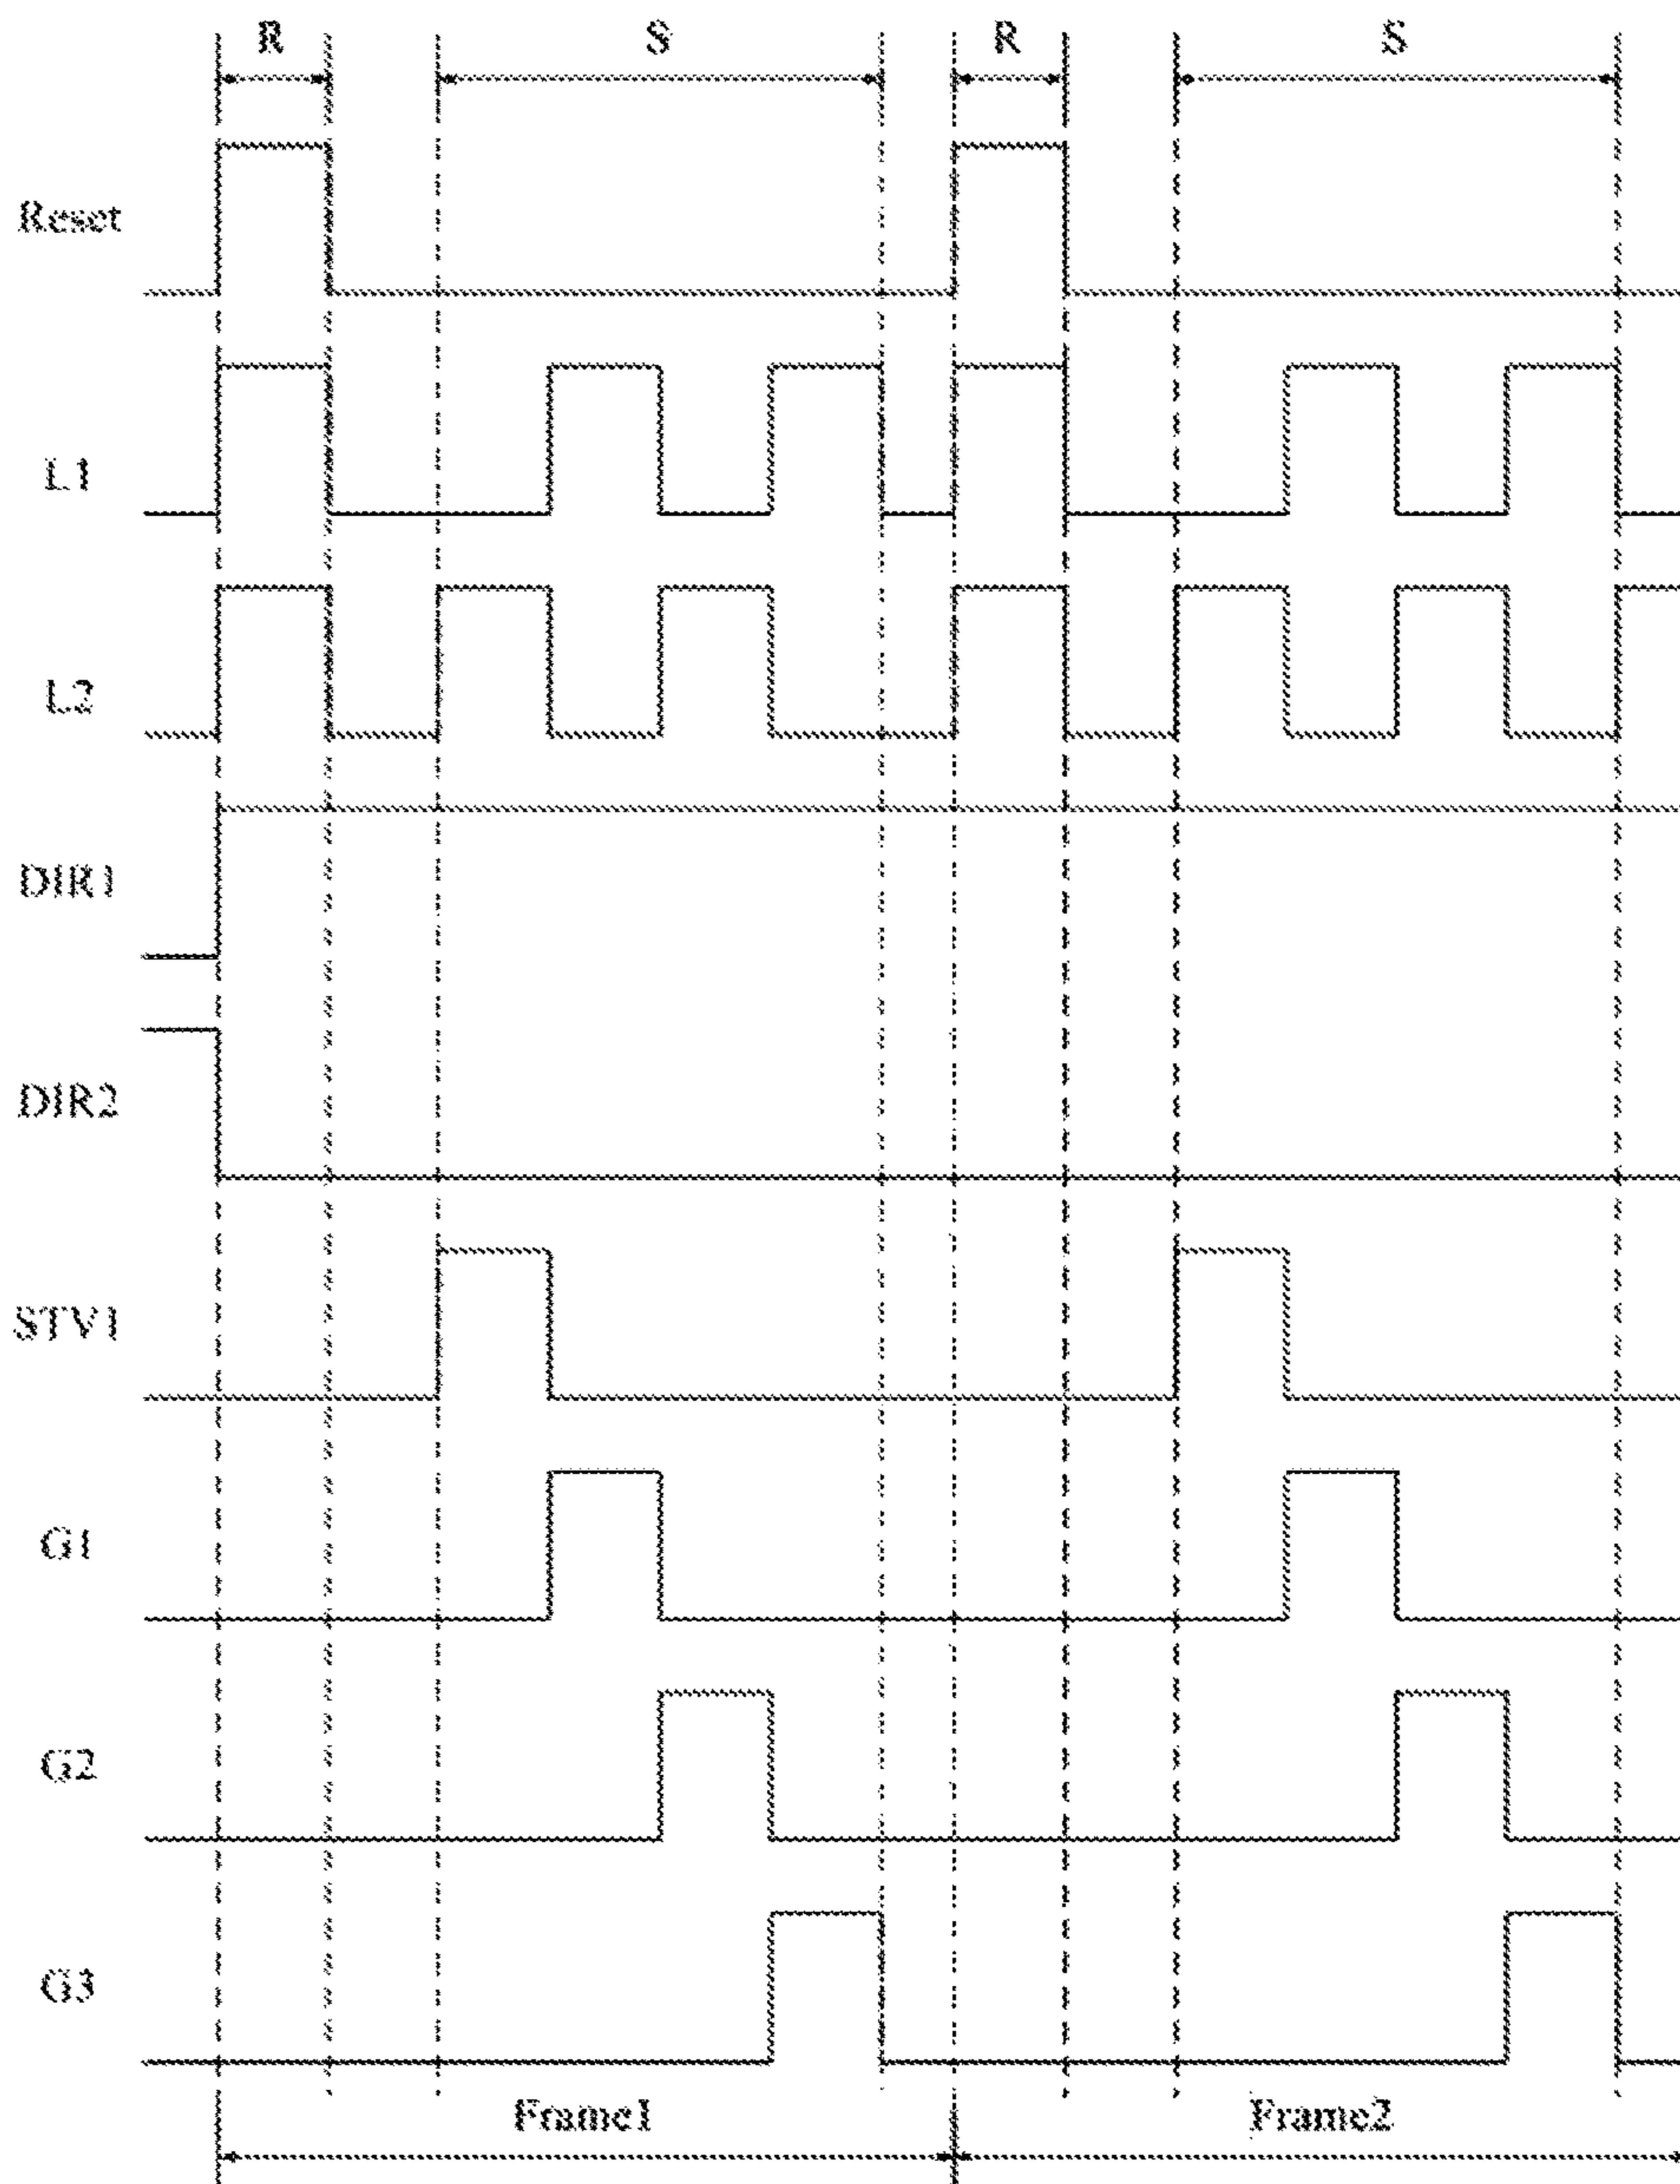 R S R S
Reset
L1
L2
DIR1
DIR2
STV1
G1
G2
G3
Frame1 Frame2